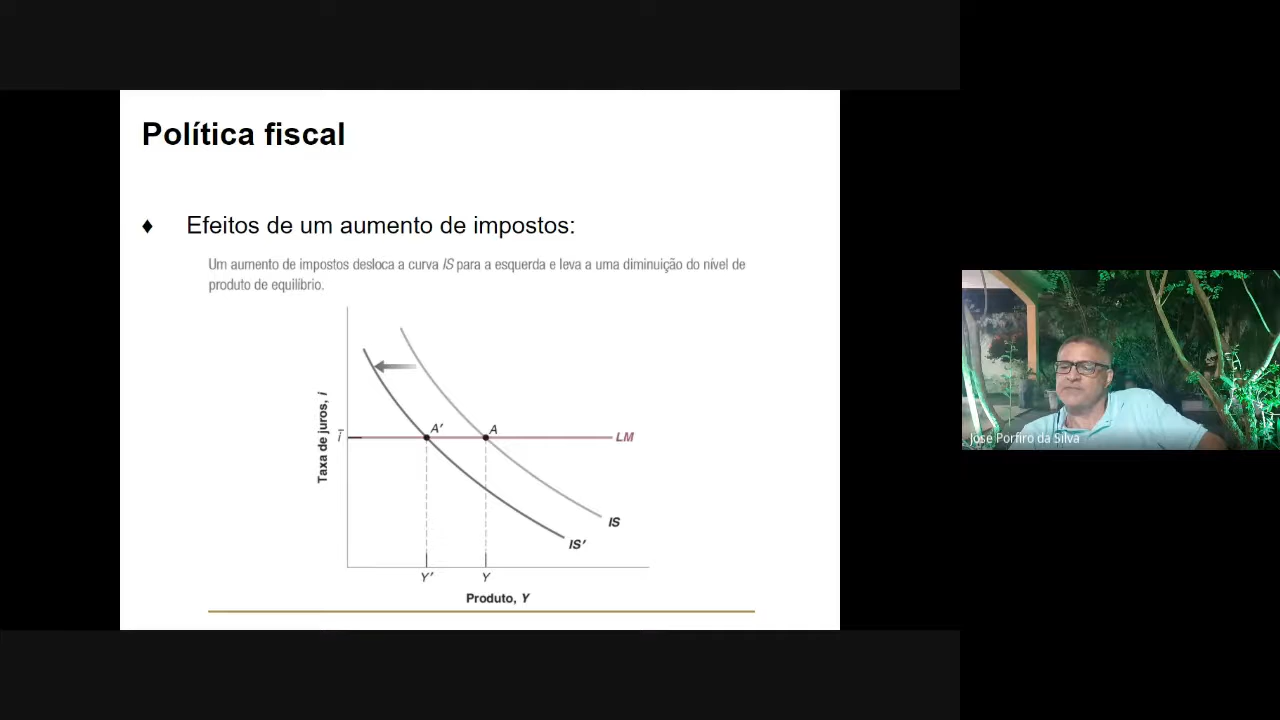 Política fiscal
♦ Efeitos de um aumento de impostos:
Um aumento de impostos desloca a curva IS para a esquerda e leva a uma diminuição do nível de
produto de equilíbrio.
Taxa de juros, i
i̅
A′
A
LM
IS
IS′
Y′
Y
Produto, Y
José Porfiro da Silva